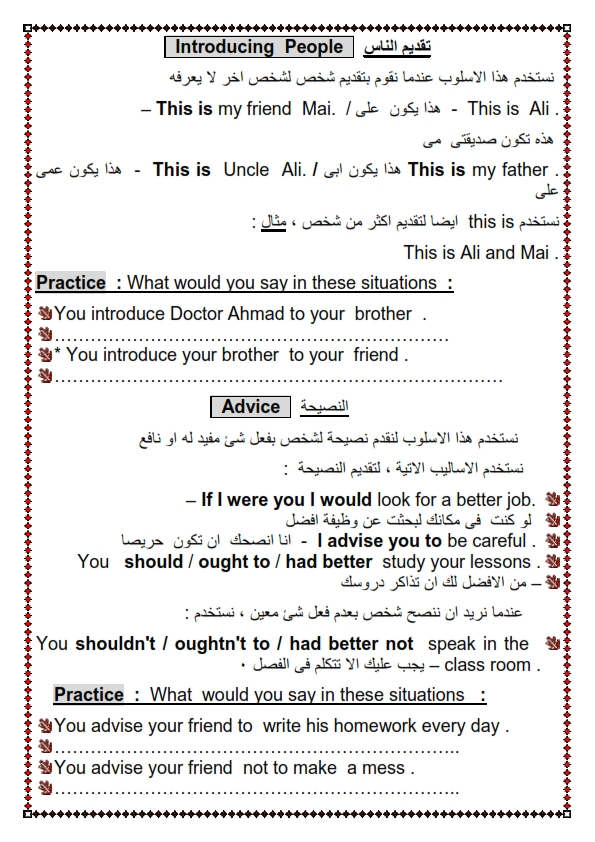 Introducing People تقديم الناس
نستخدم هذا الاسلوب عندما نقوم بتقديم شخص لشخص اخر لا يعرفه
This is Ali . - هذا يكون على / This is my friend Mai. –
هذه تكون صديقتى مى
This is my father . هذا يكون ابى / This is Uncle Ali. - هذا يكون عمى
على
نستخدم this is ايضا لتقديم اكثر من شخص ، مثال :
This is Ali and Mai .
Practice : What would you say in these situations :
You introduce Doctor Ahmad to your brother .
………………………………………………………
* You introduce your brother to your friend .
………………………………………………………………
Advice النصيحة
نستخدم هذا الاسلوب لنقدم نصيحة لشخص بفعل شئ مفيد له او نافع
نستخدم الاساليب الاتية ، لتقديم النصيحة :
– If I were you I would look for a better job.
لو كنت فى مكانك لبحثت عن وظيفة افضل
I advise you to be careful . - انا انصحك ان تكون حريصا
You should / ought to / had better study your lessons .
– من الافضل لك ان تذاكر دروسك
عندما نريد ان ننصح شخص بعدم فعل شئ معين ، نستخدم :
You shouldn't / oughtn't to / had better not speak in the
class room . – يجب عليك الا تتكلم فى الفصل ٠
Practice : What would you say in these situations :
You advise your friend to write his homework every day .
…………………………………………………………
You advise your friend not to make a mess .
…………………………………………………………